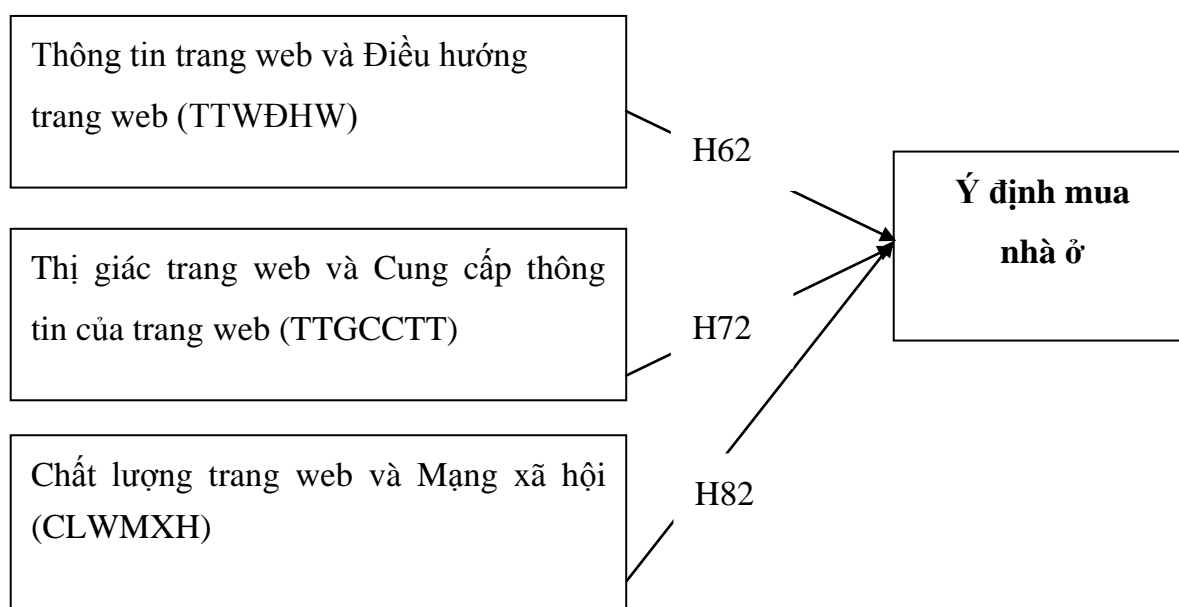 Thông tin trang web và Điều hướng
trang web (TTWĐHW)
H62
Ý định mua
nhà ở
Thị giác trang web và Cung cấp thông
tin của trang web (TTGCCTT)
H72
Chất lượng trang web và Mạng xã hội
(CLWMXH)
H82